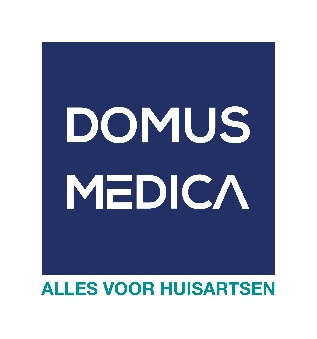 DOMUS
MEDICA
ALLES VOOR HUISARTSEN